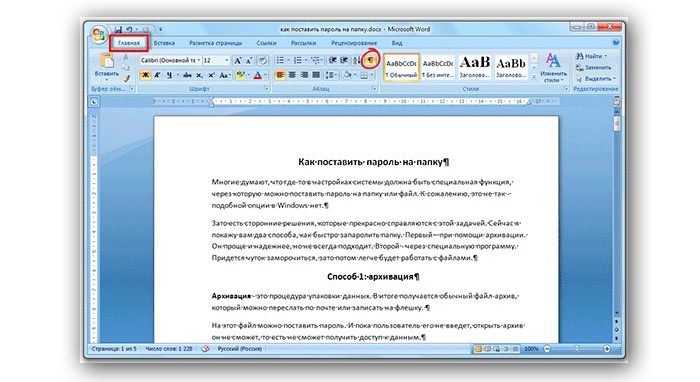 как поставить пароль на папку.docx - Microsoft Word
Главная Вставка Разметка страницы Ссылки Рассылки Рецензирование Вид
Calibri (Основной те 12
Вставить
AaBbCcDc AaBbCcDc AaB AaBb
¶ Обычный ¶ Без инте... Заголово... Заголово...
Изменить стили
Найти
Заменить
Выделить
Буфер обм... Шрифт Абзац Стили Редактирование
Как·поставить·пароль·на·папку¶
Многие·думают,·что·где-то·в·настройках·системы·должна·быть·специальная·функция,·
через·которую·можно·поставить·пароль·на·папку·или·файл.·К·сожалению,·это·не·так·-·
подобной·опции·в·Windows·нет.¶
Зато·есть·сторонние·решения,·которые·прекрасно·справляются·с·этой·задачей.·Сейчас·я·
покажу·вам·два·способа,·как·быстро·запаролить·папку.·Первый·–·при·помощи·архивации.·
Он·проще·и·надежнее,·но·не·всегда·подходит.·Второй·-·через·специальную·программу.·
Придется·чуток·заморочиться,·зато·потом·легче·будет·работать·с·файлами.¶
Способ·1:·архивация¶
Архивация·-·это·процедура·упаковки·данных.·В·итоге·получается·обычный·файл-архив,·
который·можно·переслать·по·почте·или·записать·на·флешку.·¶
На·этот·файл·можно·поставить·пароль.·И·пока·пользователь·его·не·введет,·открыть·архив·
он·не·сможет,·то·есть·не·сможет·получить·доступ·к·данным.¶
Страница: 1 из 5 Число слов: 1 228 Русский (Россия) 100%